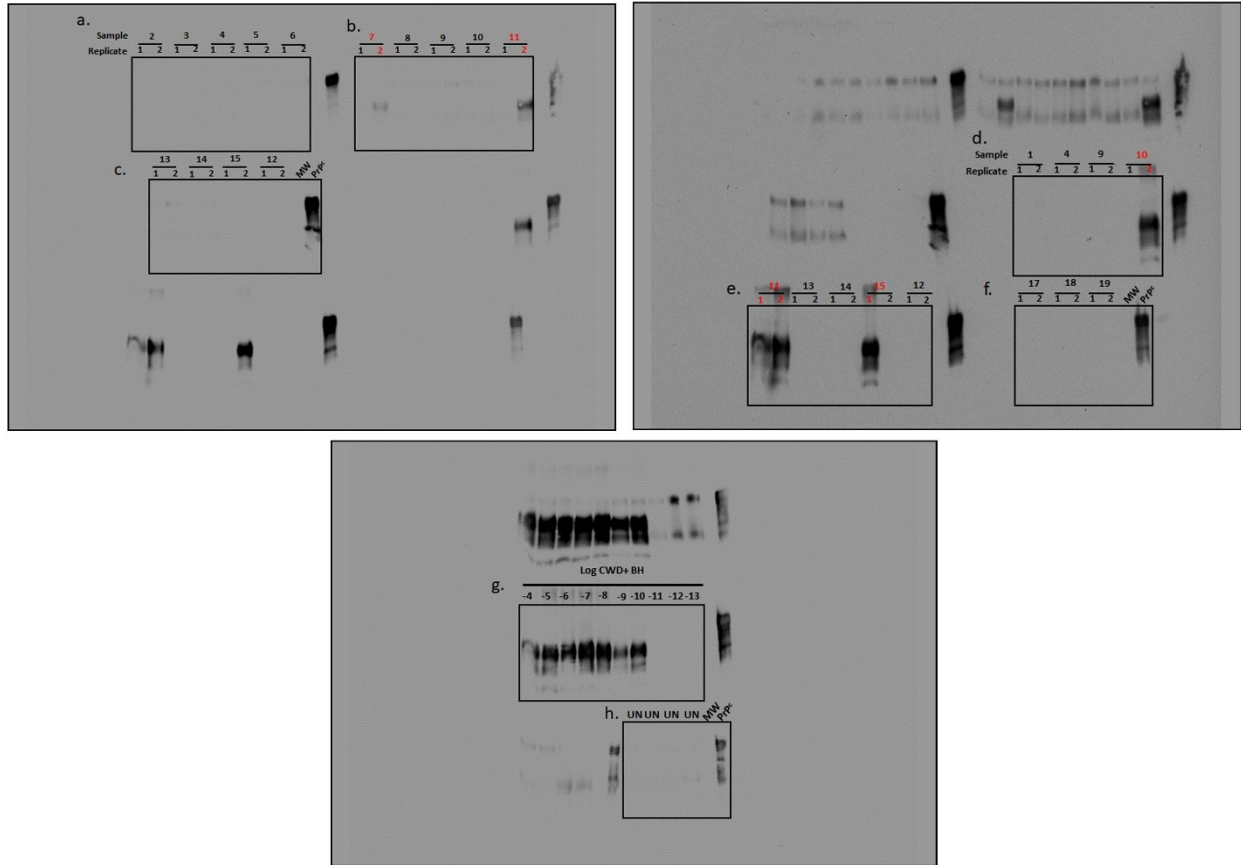 a.
Sample 2 3 4 5 6
Replicate 1 2 1 2 1 2 1 2 1 2
b.
7 8 9 10 11
1 2 1 2 1 2 1 2 1 2
c.
13 14 15 12 MW PrPᶜ
1 2 1 2 1 2 1 2
d.
Sample 1 4 9 10
Replicate 1 2 1 2 1 2 1 2
e.
11 13 14 15 12
1 2 1 2 1 2 1 2 1 2
f.
17 18 19 MW PrPᶜ
1 2 1 2 1 2
Log CWD+ BH
g.
-4 -5 -6 -7 -8 -9 -10 -11 -12 -13
h.
UN UN UN UN MW PrPᶜ